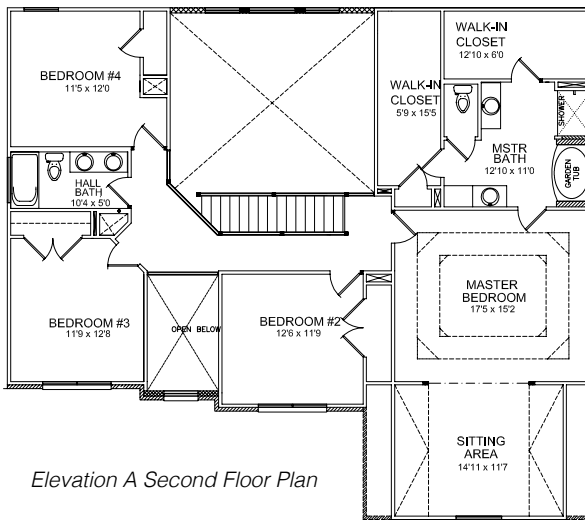 WALK-IN
CLOSET
12'10 x 6'0
BEDROOM #4
11'5 x 12'0
WALK-IN
CLOSET
5'9 x 15'5
SHOWER
MSTR
BATH
12'10 x 11'0
GARDEN
TUB
HALL
BATH
10'4 x 5'0
MASTER
BEDROOM
17'5 x 15'2
BEDROOM #3
11'9 x 12'8
OPEN BELOW
BEDROOM #2
12'6 x 11'9
SITTING
AREA
14'11 x 11'7
Elevation A Second Floor Plan